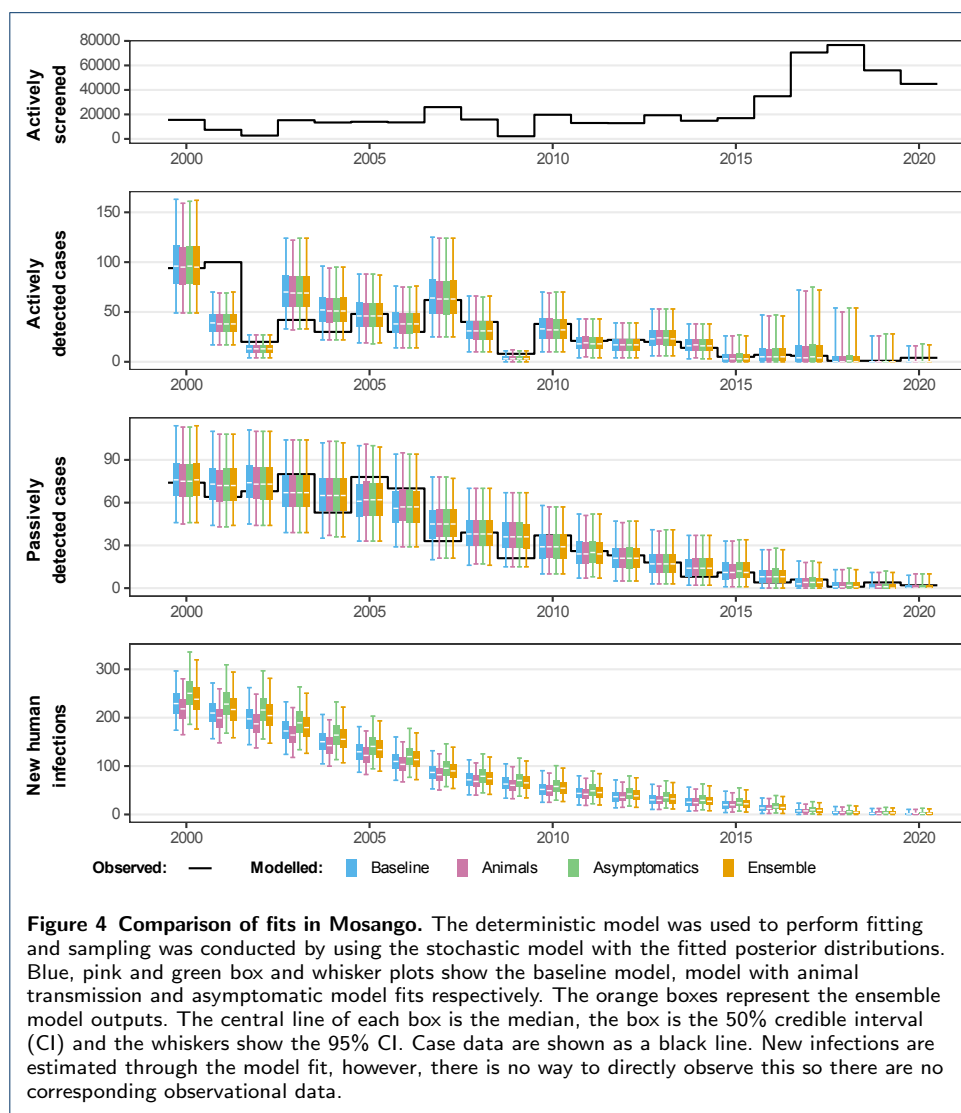 Actively screened
80000
60000
40000
20000
0
2000 2005 2010 2015 2020
Actively detected cases
150
100
50
0
2000 2005 2010 2015 2020
Passively detected cases
90
60
30
0
2000 2005 2010 2015 2020
New human infections
300
200
100
0
2000 2005 2010 2015 2020
Observed: Modelled: Baseline Animals Asymptomatics Ensemble
Figure 4 Comparison of fits in Mosango. The deterministic model was used to perform fitting
and sampling was conducted by using the stochastic model with the fitted posterior distributions.
Blue, pink and green box and whisker plots show the baseline model, model with animal
transmission and asymptomatic model fits respectively. The orange boxes represent the ensemble
model outputs. The central line of each box is the median, the box is the 50% credible interval
(CI) and the whiskers show the 95% CI. Case data are shown as a black line. New infections are
estimated through the model fit, however, there is no way to directly observe this so there are no
corresponding observational data.